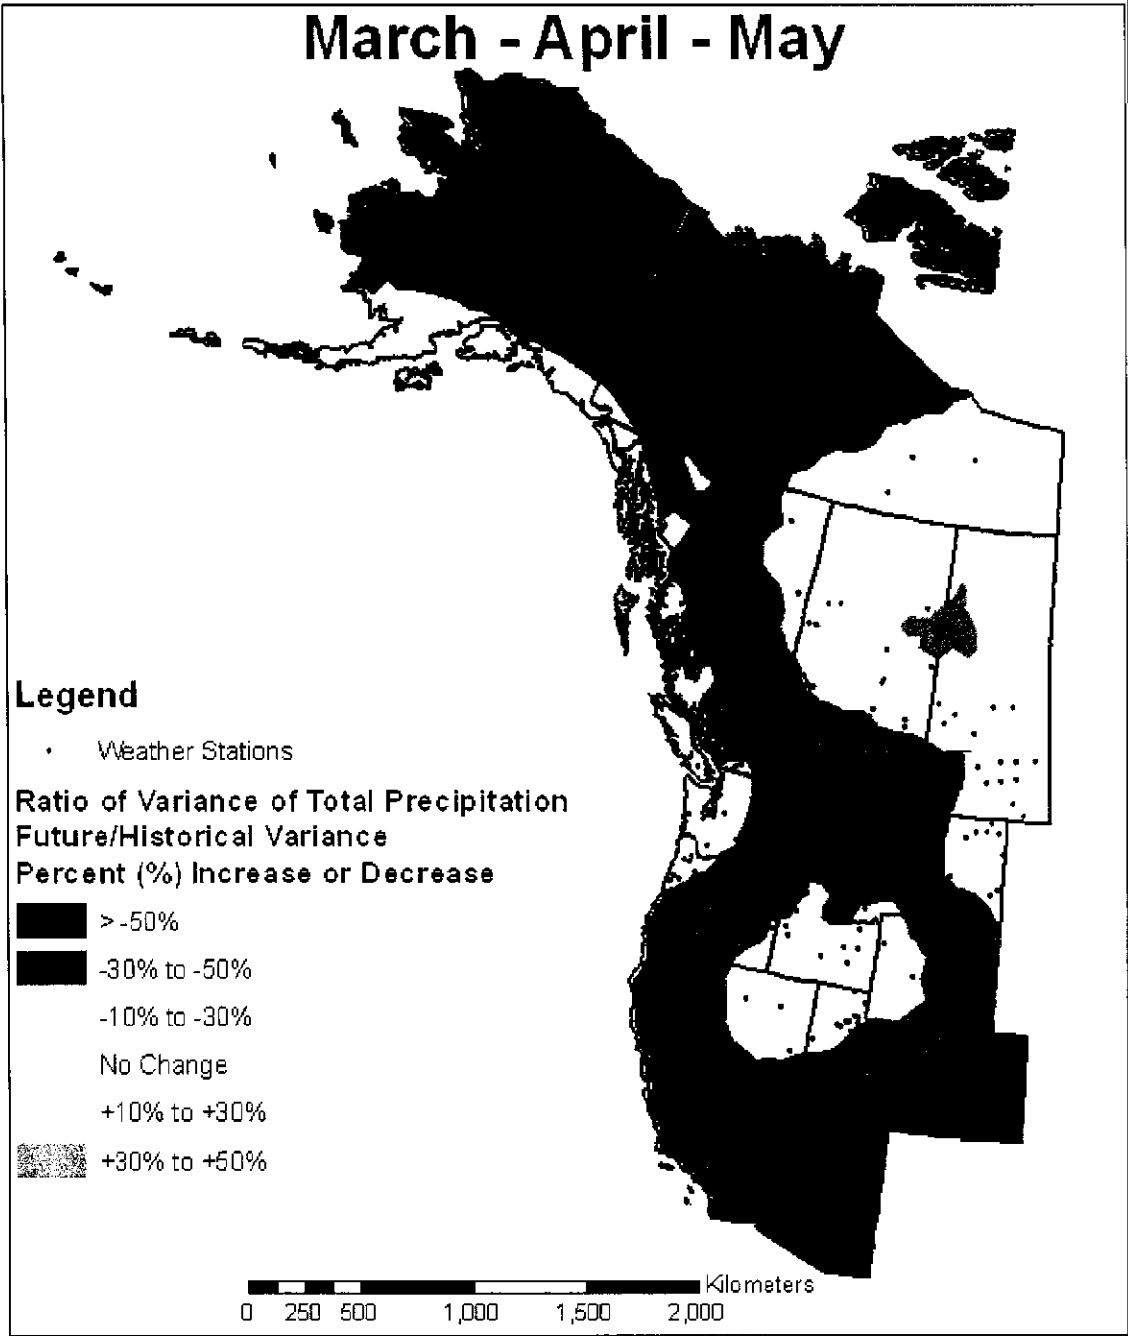 March - April - May
Legend
Weather Stations
Ratio of Variance of Total Precipitation
Future/Historical Variance
Percent (%) Increase or Decrease
> -50%
-30% to -50%
-10% to -30%
No Change
+10% to +30%
+30% to +50%
Kilometers
0 250 500 1,000 1,500 2,000